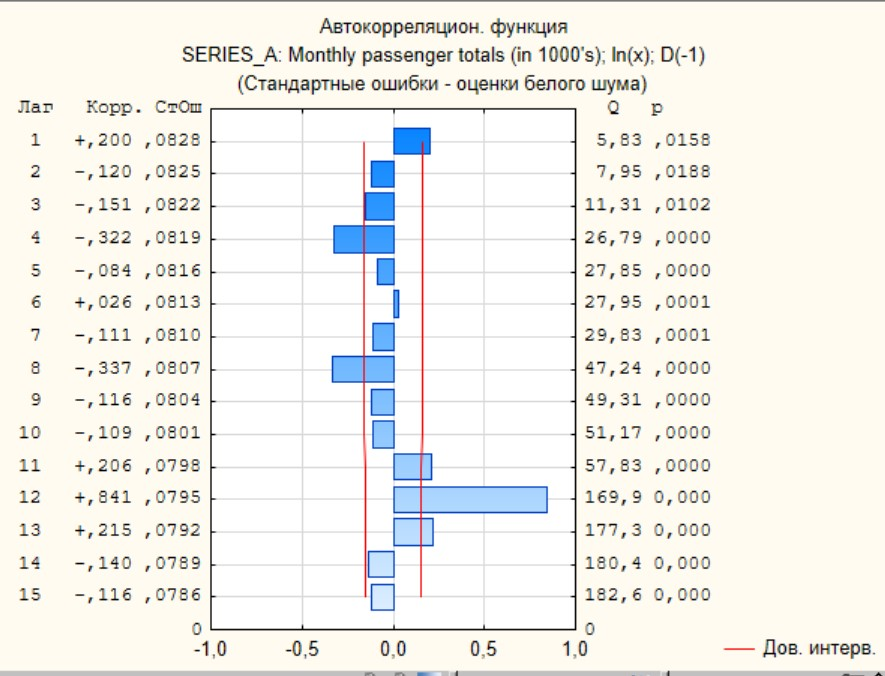 Автокорреляцион. функция
SERIES_A: Monthly passenger totals (in 1000's); ln(x); D(-1)
(Стандартные ошибки - оценки белого шума)
Лаг Корр. СтОш Q p
1 +,200 ,0828 5,83 ,0158
2 -,120 ,0825 7,95 ,0188
3 -,151 ,0822 11,31 ,0102
4 -,322 ,0819 26,79 ,0000
5 -,084 ,0816 27,85 ,0000
6 +,026 ,0813 27,95 ,0001
7 -,111 ,0810 29,83 ,0001
8 -,337 ,0807 47,24 ,0000
9 -,116 ,0804 49,31 ,0000
10 -,109 ,0801 51,17 ,0000
11 +,206 ,0798 57,83 ,0000
12 +,841 ,0795 169,9 0,000
13 +,215 ,0792 177,3 0,000
14 -,140 ,0789 180,4 0,000
15 -,116 ,0786 182,6 0,000
0 0
-1,0 -0,5 0,0 0,5 1,0
Дов. интерв.